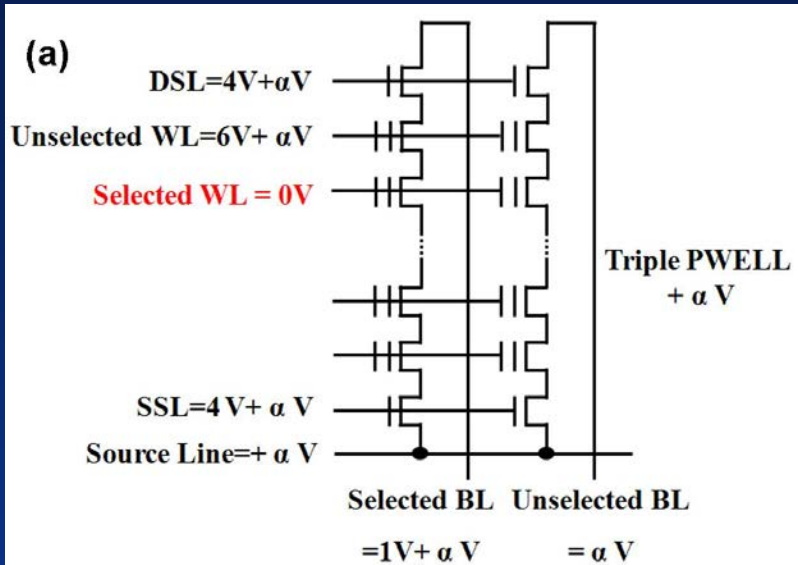 (a)
DSL=4V+αV
Unselected WL=6V+ αV
Selected WL = 0V
Triple PWELL
+ α V
SSL=4V+ α V
Source Line=+ α V
Selected BL
=1V+ α V
Unselected BL
= α V